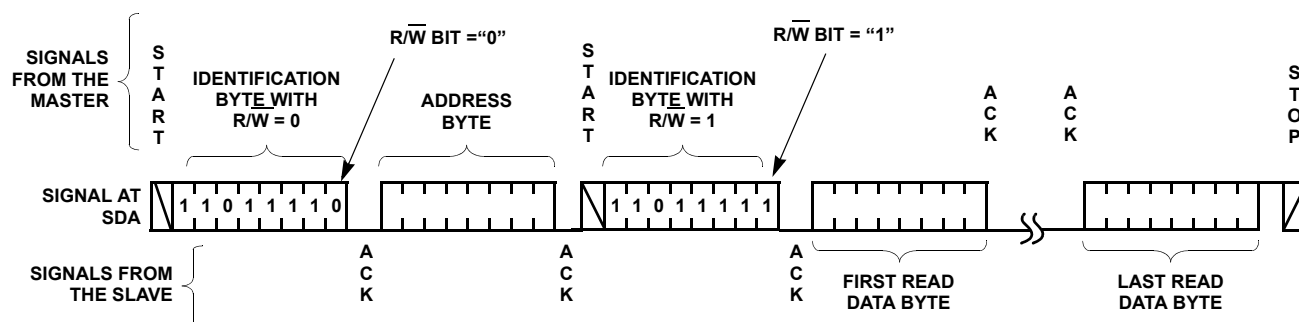 SIGNALS
FROM THE
MASTER
START
IDENTIFICATION
BYTE WITH
R/W̅ = 0
R/W̅ BIT ="0"
ADDRESS
BYTE
START
IDENTIFICATION
BYTE WITH
R/W̅ = 1
R/W̅ BIT = "1"
ACK
ACK
STOP
SIGNAL AT
SDA
1 1 0 1 1 1 1 0
1 1 0 1 1 1 1 1
SIGNALS FROM
THE SLAVE
ACK
ACK
ACK
FIRST READ
DATA BYTE
LAST READ
DATA BYTE